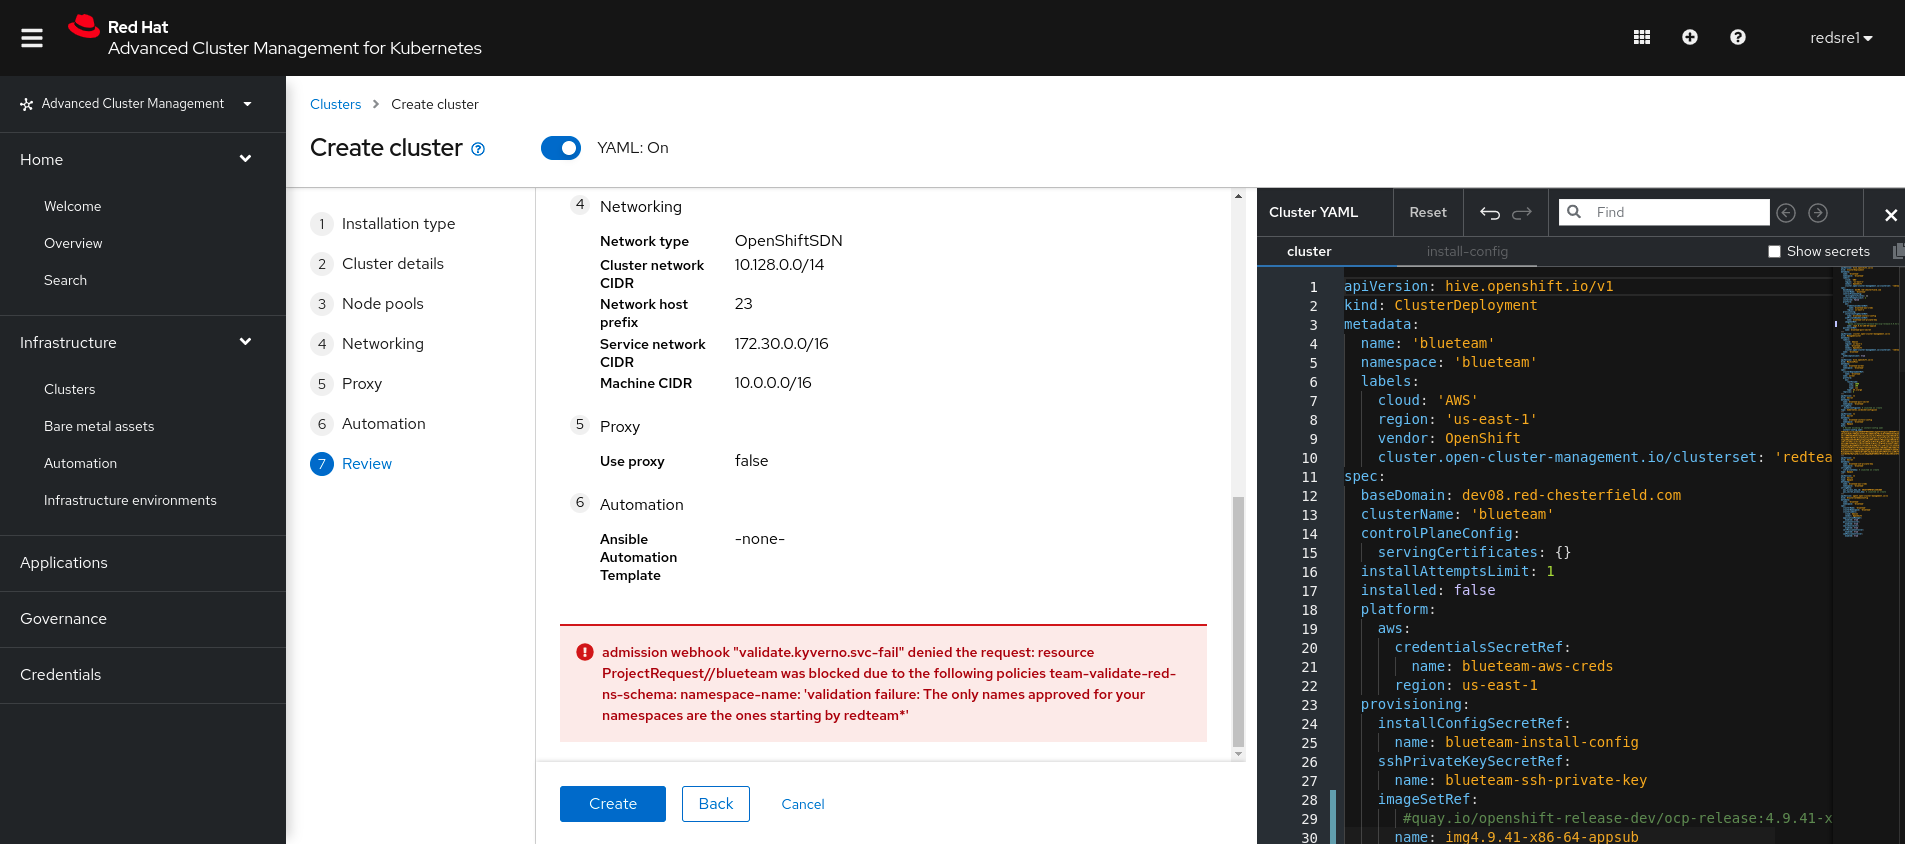 Red Hat
Advanced Cluster Management for Kubernetes
redsre1
Advanced Cluster Management
Home
Welcome
Overview
Search
Infrastructure
Clusters
Bare metal assets
Automation
Infrastructure environments
Applications
Governance
Credentials
Clusters > Create cluster
Create cluster
YAML: On
1 Installation type
2 Cluster details
3 Node pools
4 Networking
5 Proxy
6 Automation
7 Review
4 Networking
Network type OpenShiftSDN
Cluster network 10.128.0.0/14
CIDR
Network host 23
prefix
Service network 172.30.0.0/16
CIDR
Machine CIDR 10.0.0.0/16
5 Proxy
Use proxy false
6 Automation
Ansible -none-
Automation
Template
admission webhook "validate.kyverno.svc-fail" denied the request: resource
ProjectRequest//blueteam was blocked due to the following policies team-validate-red-
ns-schema: namespace-name: 'validation failure: The only names approved for your
namespaces are the ones starting by redteam*'
Create Back Cancel
Cluster YAML Reset Find
cluster install-config Show secrets
1 apiVersion: hive.openshift.io/v1
2 kind: ClusterDeployment
3 metadata:
4 name: 'blueteam'
5 namespace: 'blueteam'
6 labels:
7 cloud: 'AWS'
8 region: 'us-east-1'
9 vendor: OpenShift
10 cluster.open-cluster-management.io/clusterset: 'redtea
11 spec:
12 baseDomain: dev08.red-chesterfield.com
13 clusterName: 'blueteam'
14 controlPlaneConfig:
15 servingCertificates: {}
16 installAttemptsLimit: 1
17 installed: false
18 platform:
19 aws:
20 credentialsSecretRef:
21 name: blueteam-aws-creds
22 region: us-east-1
23 provisioning:
24 installConfigSecretRef:
25 name: blueteam-install-config
26 sshPrivateKeySecretRef:
27 name: blueteam-ssh-private-key
28 imageSetRef:
29 #quay.io/openshift-release-dev/ocp-release:4.9.41-x
30 name: img4.9.41-x86-64-appsub